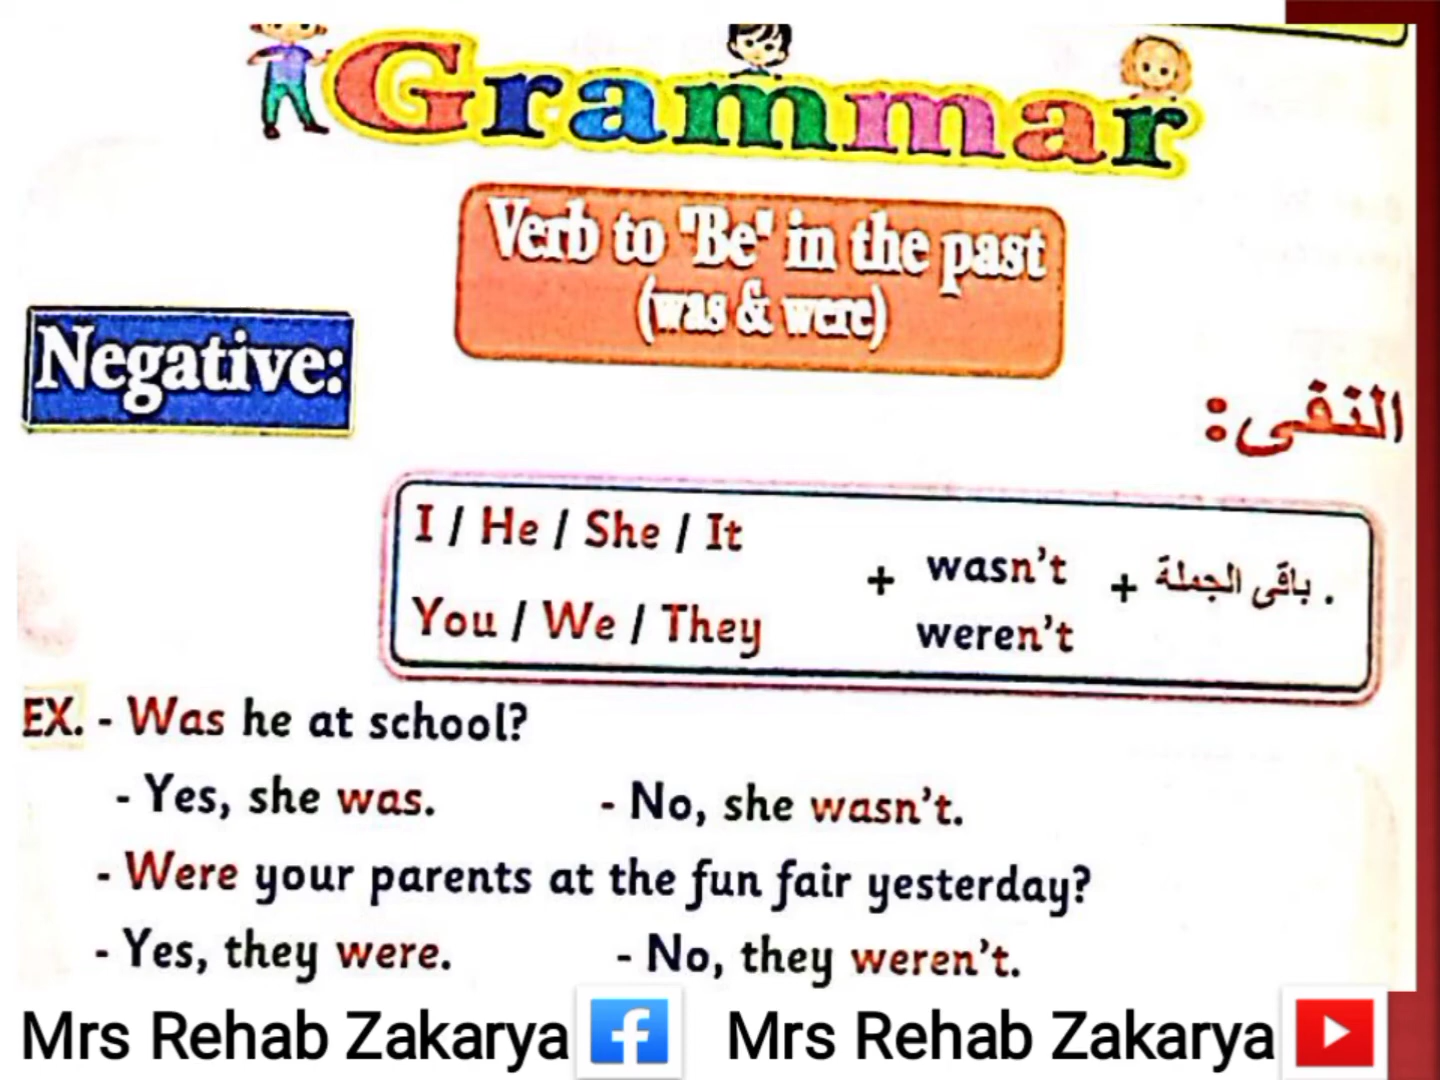 Grammar
Verb to 'Be' in the past
(was & were)
Negative:
النفى:
I / He / She / It
You / We / They
+ wasn't
weren't
+ باقى الجملة .
EX. - Was he at school?
- Yes, she was. - No, she wasn't.
- Were your parents at the fun fair yesterday?
- Yes, they were. - No, they weren't.
Mrs Rehab Zakarya Mrs Rehab Zakarya